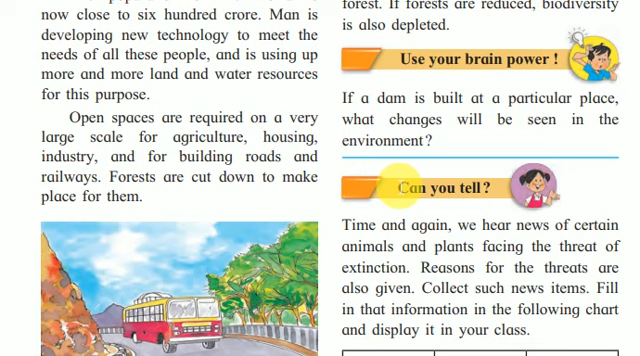 now close to six hundred crore. Man is
developing new technology to meet the
needs of all these people, and is using up
more and more land and water resources
for this purpose.
Open spaces are required on a very
large scale for agriculture, housing,
industry, and for building roads and
railways. Forests are cut down to make
place for them.
forest. If forests are reduced, biodiversity
is also depleted.
Use your brain power !
If a dam is built at a particular place,
what changes will be seen in the
environment?
Can you tell?
Time and again, we hear news of certain
animals and plants facing the threat of
extinction. Reasons for the threats are
also given. Collect such news items. Fill
in that information in the following chart
and display it in your class.